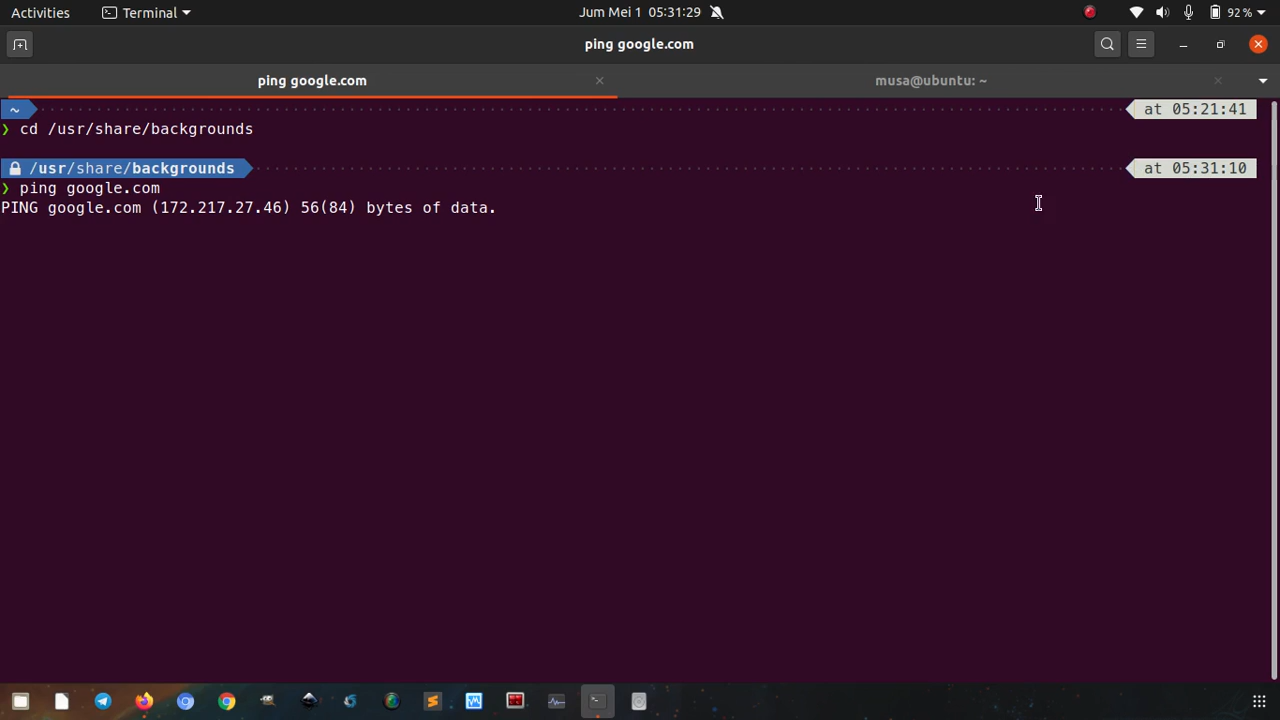 Activities Terminal Jum Mei 1 05:31:29 92 %
ping google.com
ping google.com musa@ubuntu: ~
~ at 05:21:41
❯ cd /usr/share/backgrounds
/usr/share/backgrounds at 05:31:10
❯ ping google.com
PING google.com (172.217.27.46) 56(84) bytes of data.